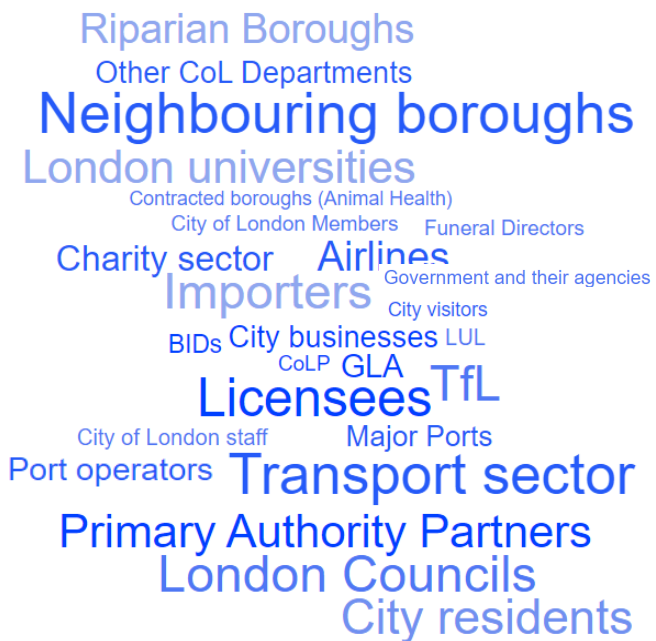 Riparian Boroughs
Other CoL Departments
Neighbouring boroughs
London universities
Contracted boroughs (Animal Health)
City of London Members
Funeral Directors
Charity sector
Airlines
Government and their agencies
Importers
City visitors
BIDs
City businesses
LUL
CoLP
GLA
TfL
Licensees
City of London staff
Major Ports
Port operators
Transport sector
Primary Authority Partners
London Councils
City residents